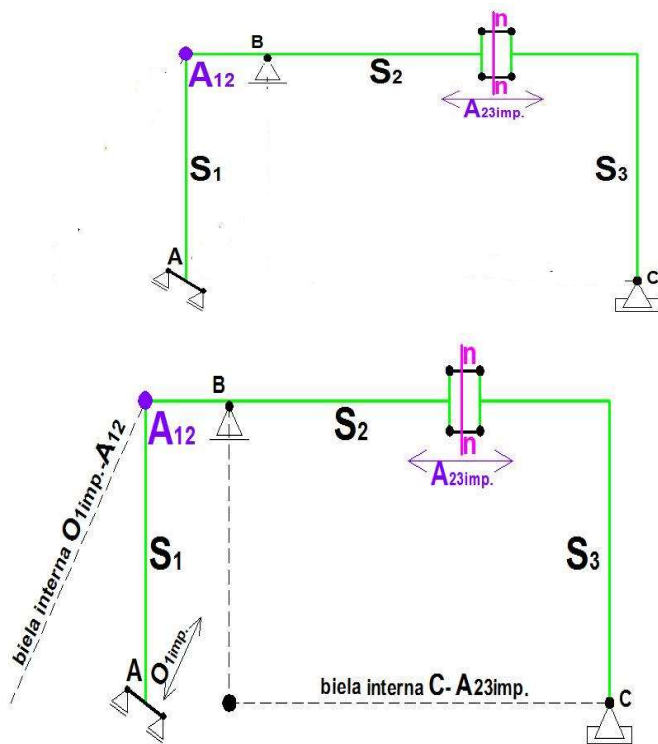 n
B
A12
S2
n
A23imp.
S1
S3
A
C
n
B
A12
S2
n
A23imp.
biela interna O1imp.-A12
S1
S3
O1imp.
A
biela interna C-A23imp.
C